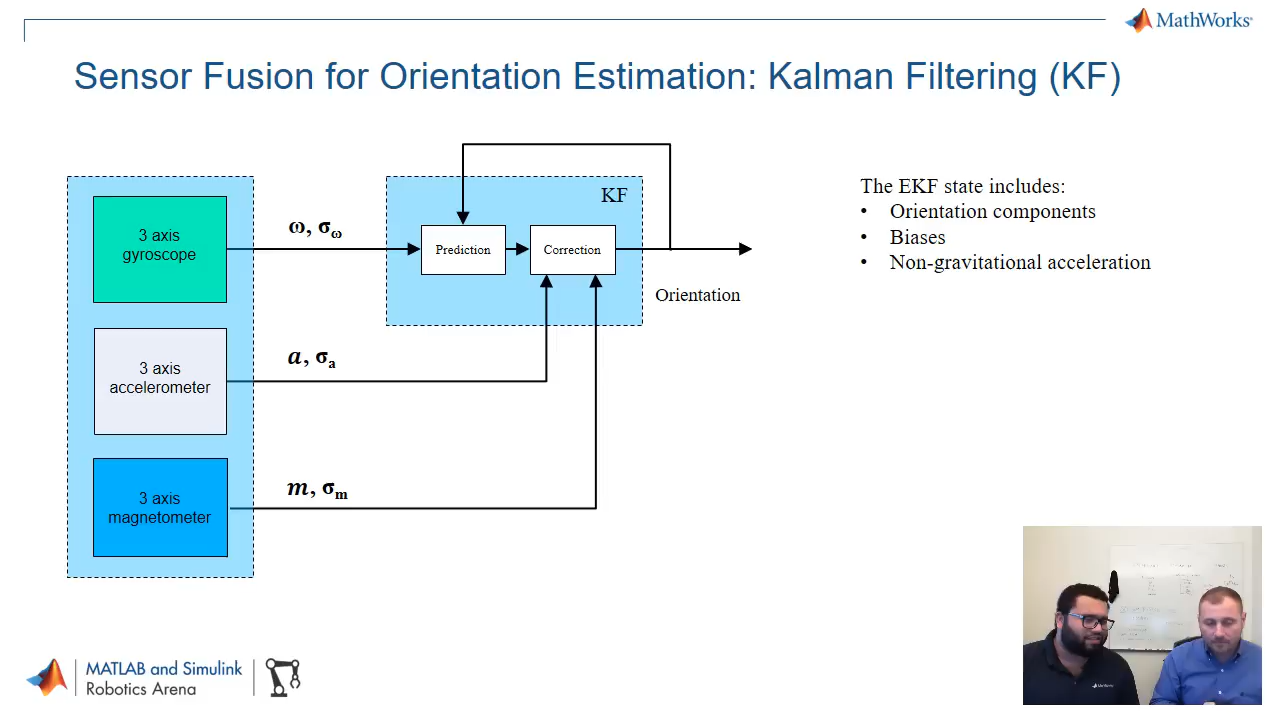 MathWorks
Sensor Fusion for Orientation Estimation: Kalman Filtering (KF)
3 axis
gyroscope
ω, σω
KF
Prediction
Correction
Orientation
3 axis
accelerometer
a, σa
3 axis
magnetometer
m, σm
The EKF state includes:
• Orientation components
• Biases
• Non-gravitational acceleration
MATLAB and Simulink
Robotics Arena
MathWorks